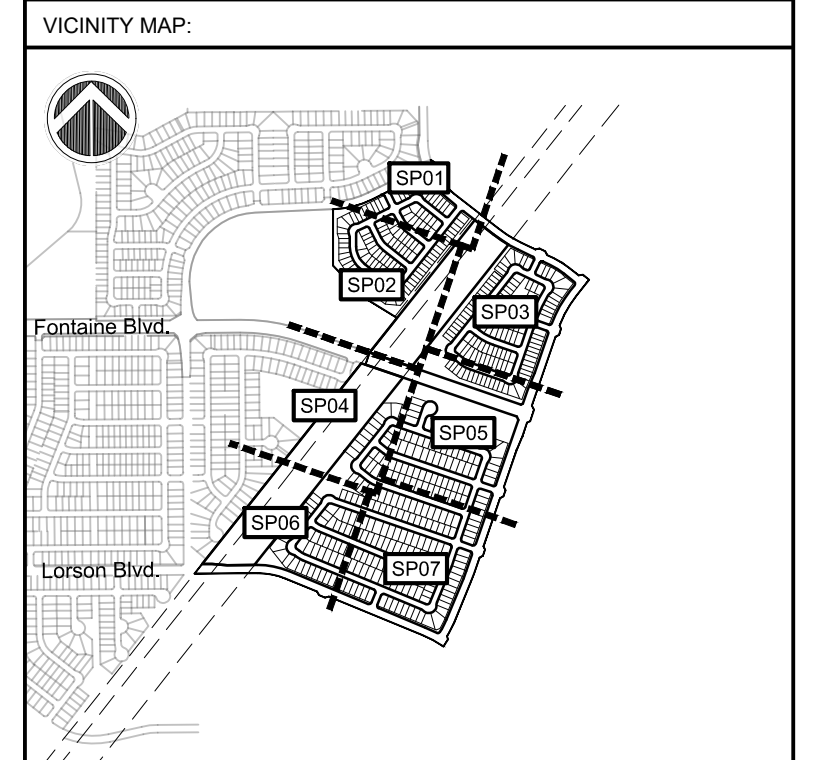 VICINITY MAP:
SP01
SP02
SP03
Fontaine Blvd.
SP04
SP05
SP06
SP07
Lorson Blvd.